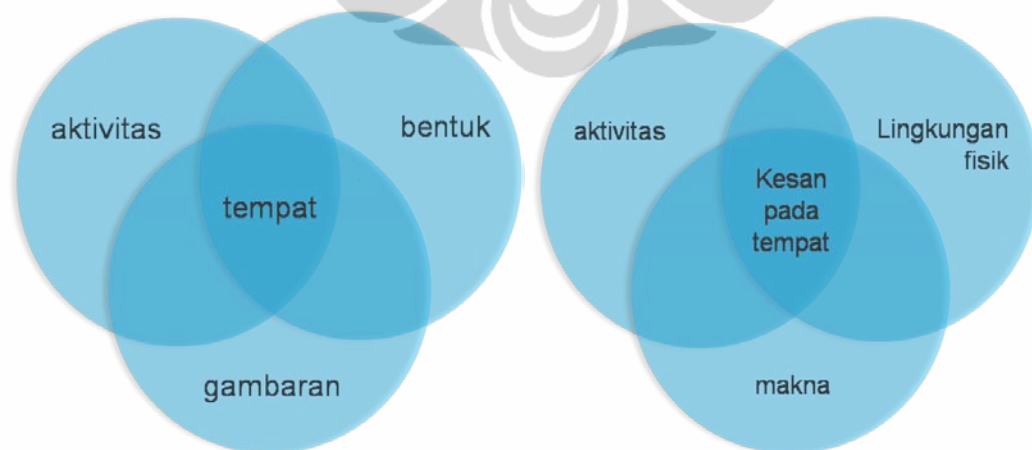 aktivitas
bentuk
tempat
gambaran
aktivitas
Lingkungan
fisik
Kesan
pada
tempat
makna